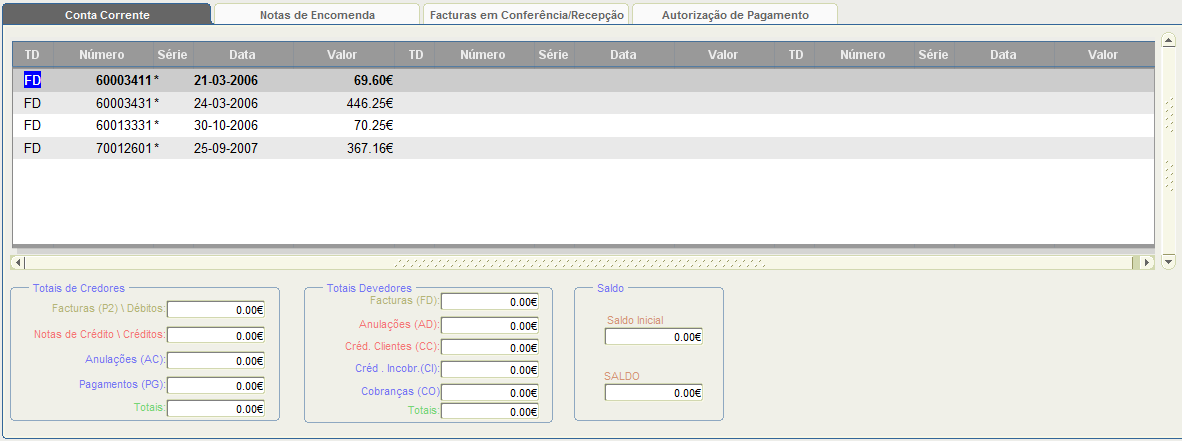 Conta Corrente Notas de Encomenda Facturas em Conferência/Recepção Autorização de Pagamento
TD Número Série Data Valor TD Número Série Data Valor TD Número Série Data Valor
FD 60003411 * 21-03-2006 69.60€
FD 60003431 * 24-03-2006 446.25€
FD 60013331 * 30-10-2006 70.25€
FD 70012601 * 25-09-2007 367.16€
Totais de Credores
Facturas (P2) \ Débitos: 0.00€
Notas de Crédito \ Créditos: 0.00€
Anulações (AC): 0.00€
Pagamentos (PG): 0.00€
Totais: 0.00€
Totais Devedores
Facturas (FD): 0.00€
Anulações (AD): 0.00€
Créd. Clientes (CC): 0.00€
Créd . Incobr.(CI): 0.00€
Cobranças (CO) 0.00€
Totais: 0.00€
Saldo
Saldo Inicial
0.00€
SALDO
0.00€